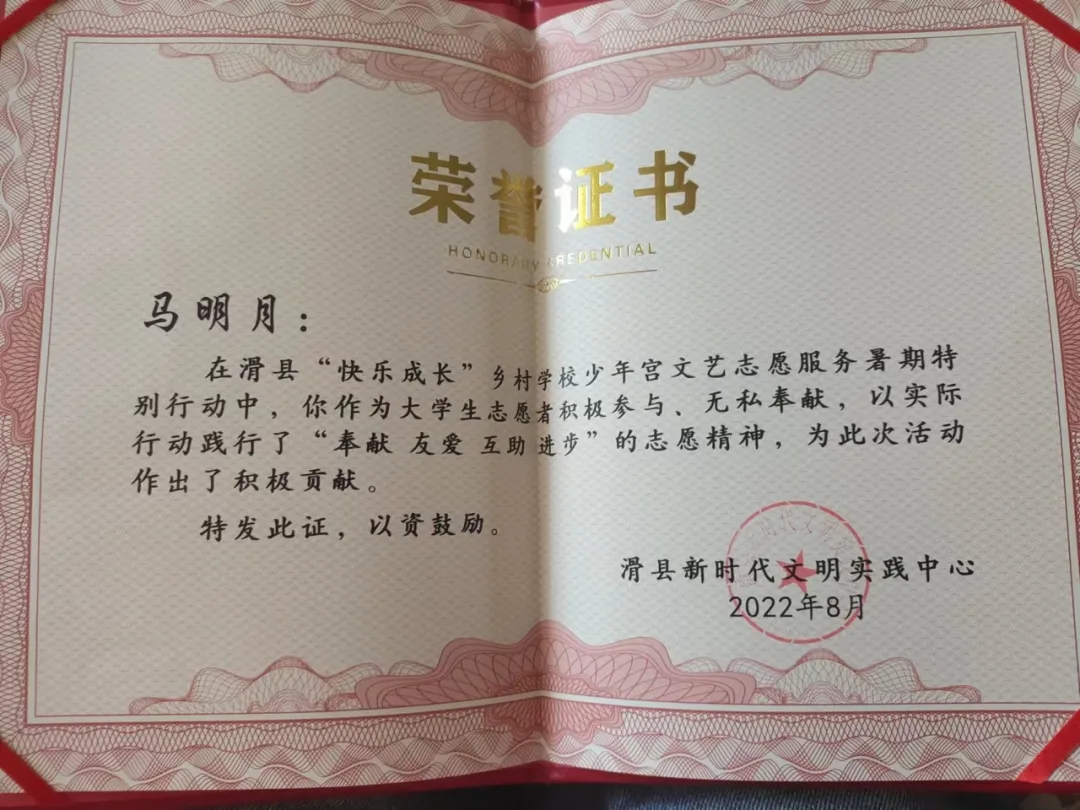 荣誉证书
HONORARY CREDENTIAL
马明月：
在滑县“快乐成长”乡村学校少年宫文艺志愿服务暑期特
别行动中，你作为大学生志愿者积极参与、无私奉献，以实际
行动践行了“奉献 友爱 互助 进步”的志愿精神，为此次活动
作出了积极贡献。
特发此证，以资鼓励。
滑县新时代文明实践中心
2022年8月